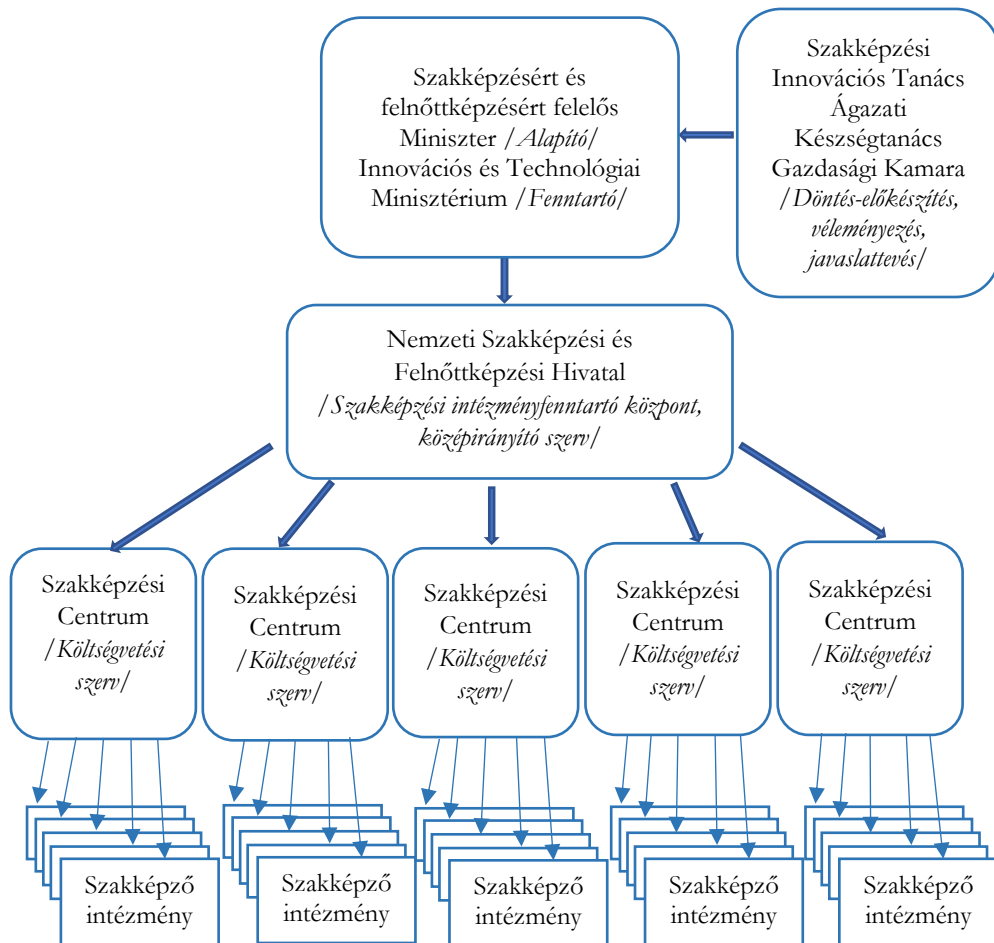 Szakképzésért és
felnőttképzésért felelős
Miniszter /Alapító/
Innovációs és Technológiai
Minisztérium /Fenntartó/
Szakképzési
Innovációs Tanács
Ágazati
Készségtanács
Gazdasági Kamara
/Döntés-előkészítés,
véleményezés,
javaslattevés/
Nemzeti Szakképzési és
Felnőttképzési Hivatal
/Szakképzési intézményfenntartó központ,
középirányító szerv/
Szakképzési
Centrum
/Költségvetési
szerv/
Szakképzési
Centrum
/Költségvetési
szerv/
Szakképzési
Centrum
/Költségvetési
szerv/
Szakképzési
Centrum
/Költségvetési
szerv/
Szakképzési
Centrum
/Költségvetési
szerv/
Szakképző
intézmény
Szakképző
intézmény
Szakképző
intézmény
Szakképző
intézmény
Szakképző
intézmény